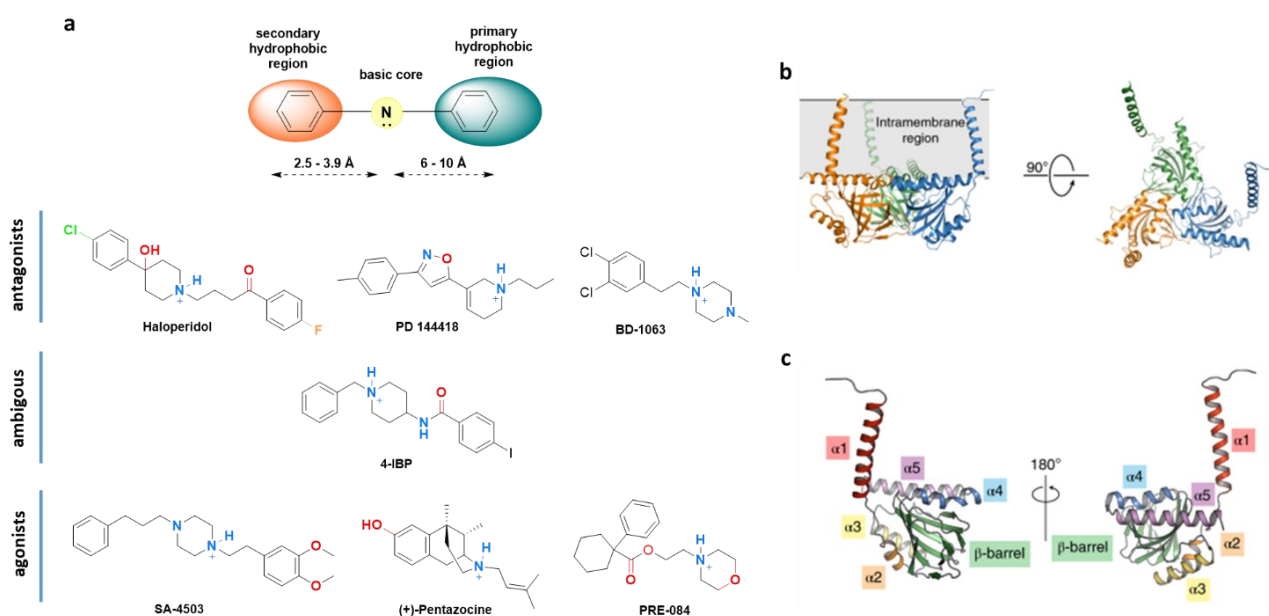 a
secondary
hydrophobic
region
basic core
primary
hydrophobic
region
N
2.5 - 3.9 Å
6 - 10 Å
antagonists
Cl
OH
H
N
+
O
F
Haloperidol
N
O
H
N
+
PD 144418
Cl
Cl
H
N
+
N
BD-1063
ambigous
H
N
+
O
N
H
I
4-IBP
agonists
N
N
H
+
O
O
SA-4503
HO
H
N
+
(+)-Pentazocine
O
O
H
N
+
O
PRE-084
b
Intramembrane
region
90°
c
α1
α5
α4
α3
α2
β-barrel
180°
α4
α5
α1
β-barrel
α2
α3